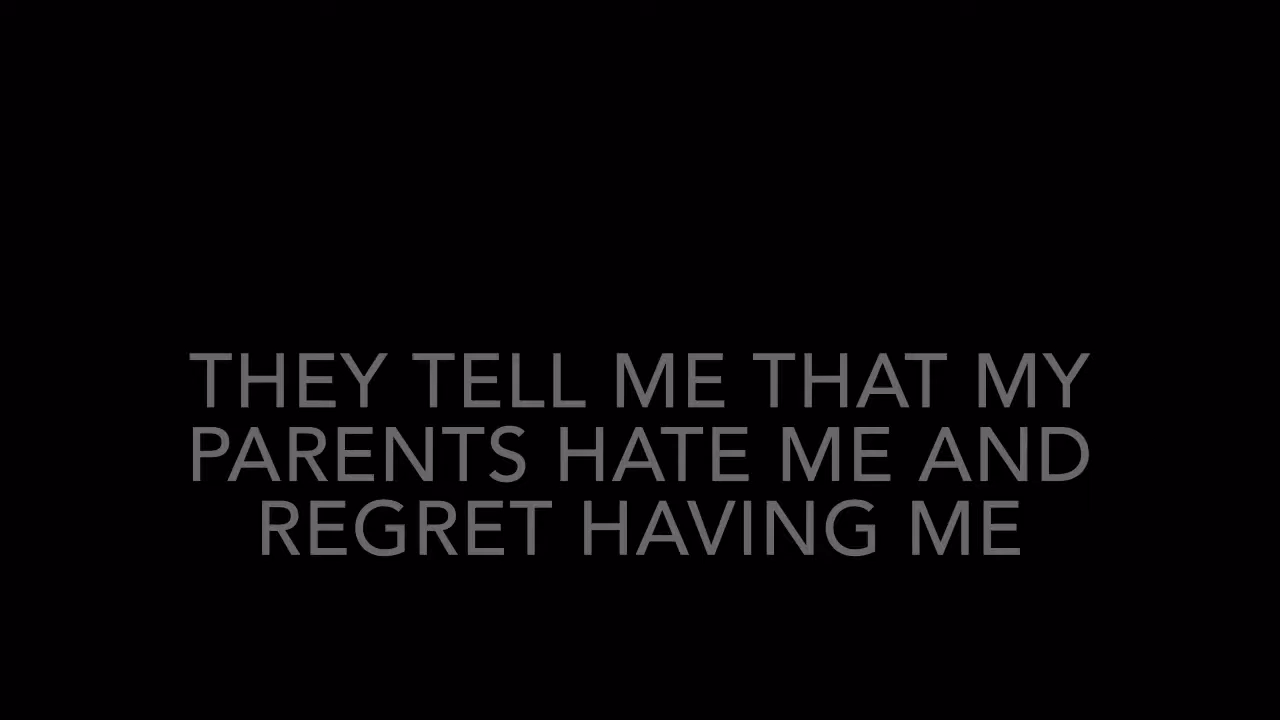 THEY TELL ME THAT MY
PARENTS HATE ME AND
REGRET HAVING ME